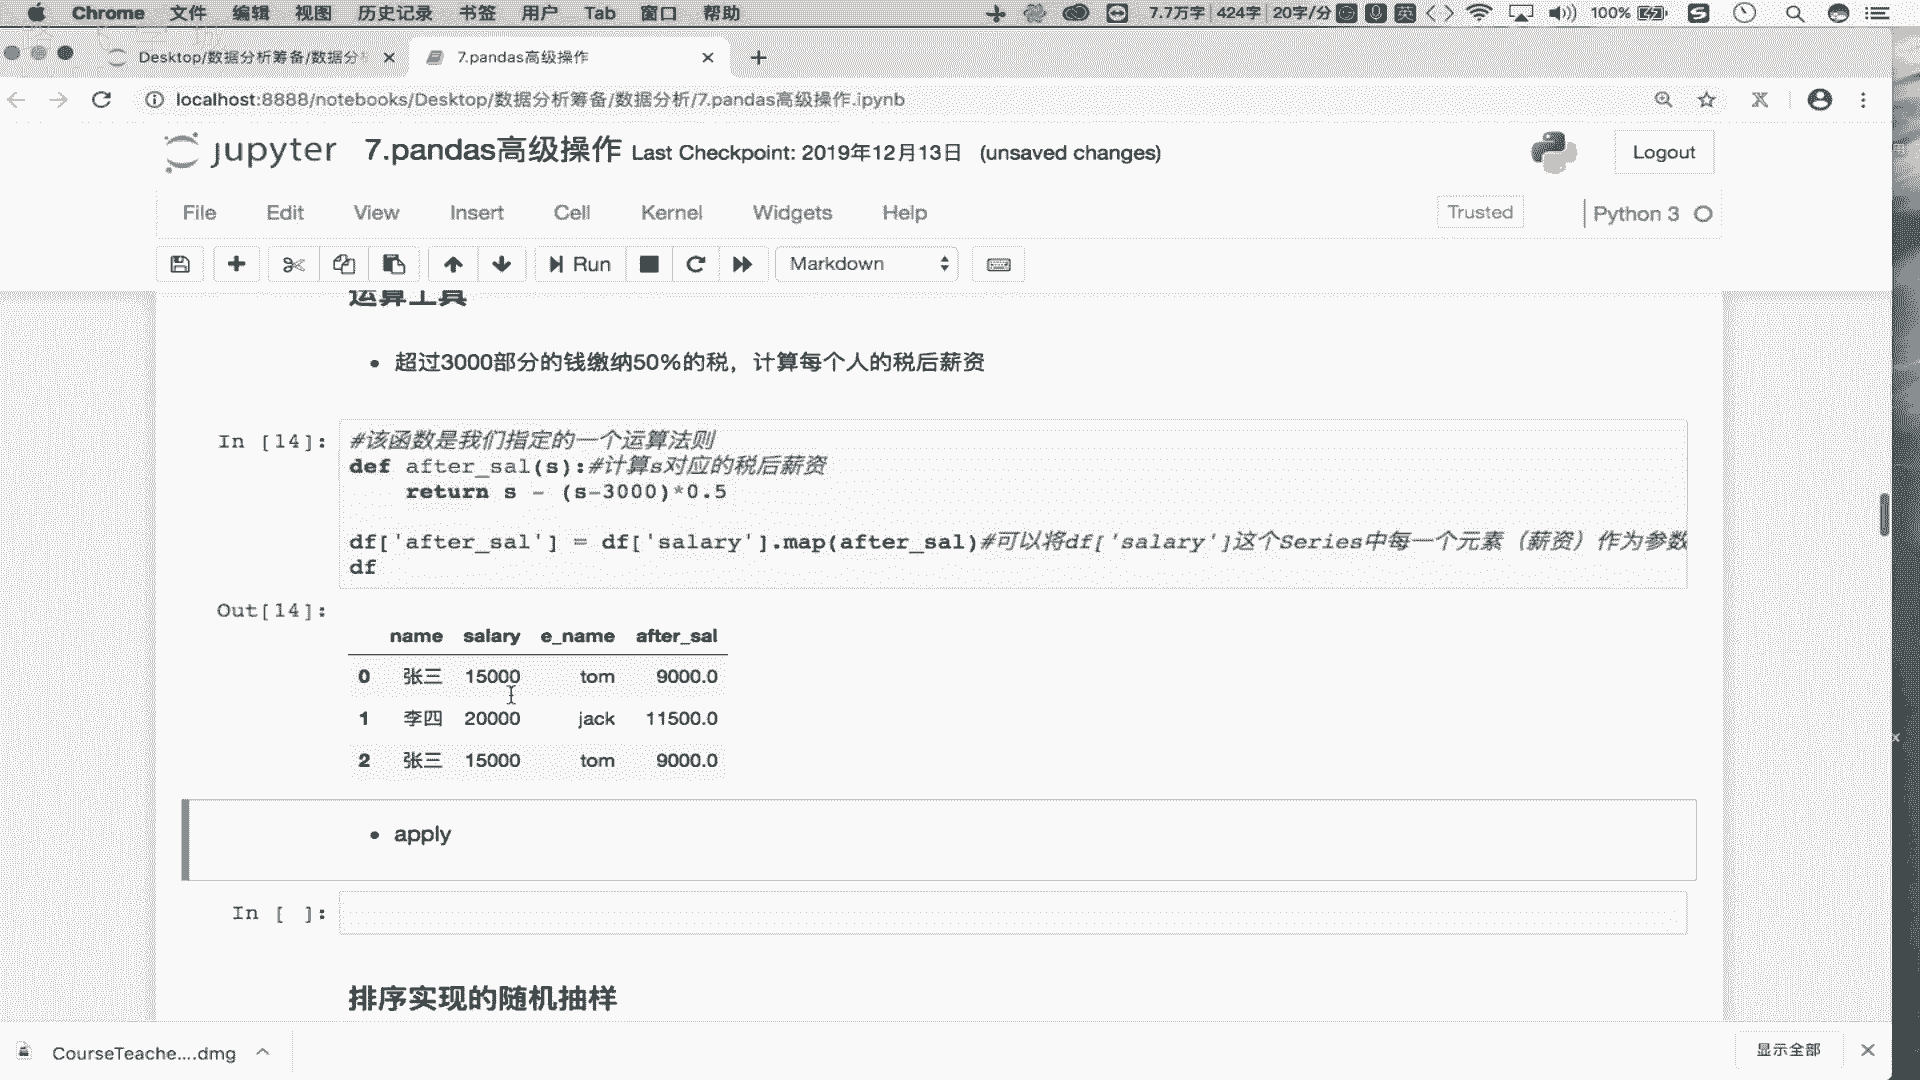 Chrome 文件 编辑 视图 历史记录 书签 用户 Tab 窗口 帮助 7.7万字 424字 20字/分 英 100%
Desktop/数据分析筹备/数据分 7.pandas高级操作
localhost:8888/notebooks/Desktop/数据分析筹备/数据分析/7.pandas高级操作.ipynb
jupyter 7.pandas高级操作 Last Checkpoint: 2019年12月13日 (unsaved changes) Logout
File Edit View Insert Cell Kernel Widgets Help Trusted Python 3
Run Markdown
运算工具
超过3000部分的钱缴纳50%的税，计算每个人的税后薪资
In [14]: #该函数是我们指定的一个运算法则
def after_sal(s):#计算s对应的税后薪资
return s - (s-3000)*0.5
df['after_sal'] = df['salary'].map(after_sal)#可以将df['salary']这个Series中每一个元素（薪资）作为参数
df
Out[14]:
name salary e_name after_sal
0 张三 15000 tom 9000.0
1 李四 20000 jack 11500.0
2 张三 15000 tom 9000.0
apply
In [ ]:
排序实现的随机抽样
CourseTeache....dmg 显示全部